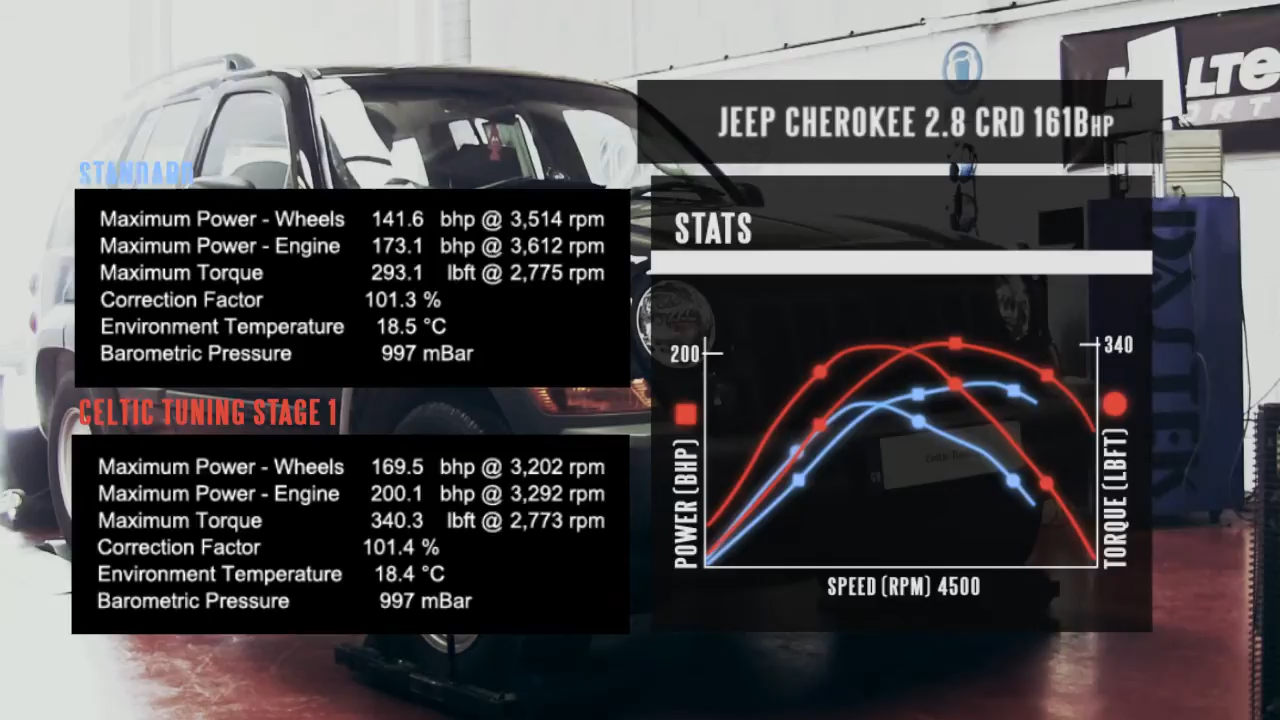 JEEP CHEROKEE 2.8 CRD 161BHP
STANDARD
Maximum Power - Wheels 141.6 bhp @ 3,514 rpm
Maximum Power - Engine 173.1 bhp @ 3,612 rpm
Maximum Torque 293.1 lbft @ 2,775 rpm
Correction Factor 101.3 %
Environment Temperature 18.5 °C
Barometric Pressure 997 mBar
CELTIC TUNING STAGE 1
Maximum Power - Wheels 169.5 bhp @ 3,202 rpm
Maximum Power - Engine 200.1 bhp @ 3,292 rpm
Maximum Torque 340.3 lbft @ 2,773 rpm
Correction Factor 101.4 %
Environment Temperature 18.4 °C
Barometric Pressure 997 mBar
STATS
200
340
POWER (BHP)
TORQUE (LBFT)
SPEED (RPM) 4500